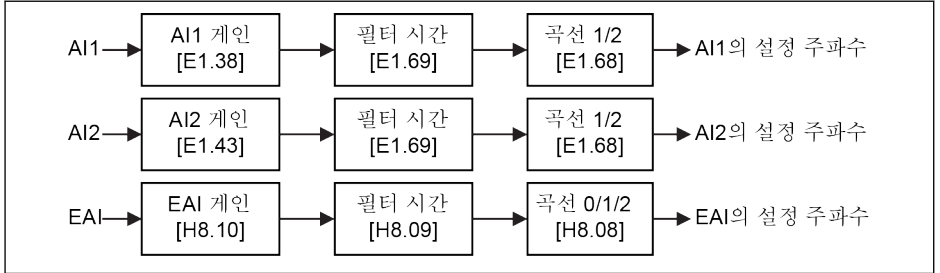 AI1 AI1 게인 필터 시간 곡선 1/2 AI1의 설정 주파수
[E1.38] [E1.69] [E1.68]
AI2 AI2 게인 필터 시간 곡선 1/2 AI2의 설정 주파수
[E1.43] [E1.69] [E1.68]
EAI EAI 게인 필터 시간 곡선 0/1/2 EAI의 설정 주파수
[H8.10] [H8.09] [H8.08]